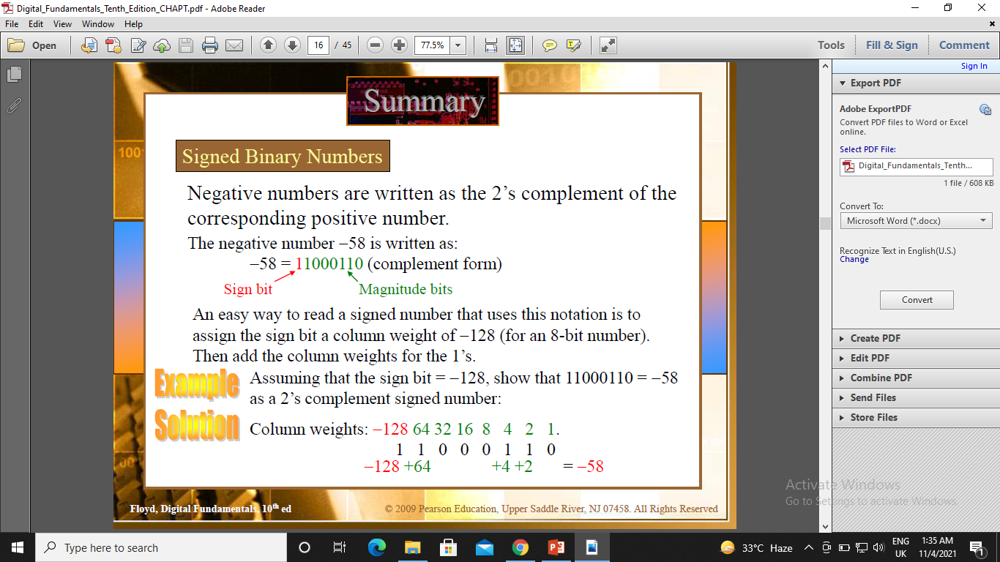 Digital_Fundamentals_Tenth_Edition_CHAPT.pdf - Adobe Reader
File Edit View Window Help
Open 16 / 45 77.5% Tools Fill & Sign Comment
Sign In
Export PDF
Adobe ExportPDF
Convert PDF files to Word or Excel
online.
Select PDF File:
Digital_Fundamentals_Tenth...
1 file / 608 KB
Convert To:
Microsoft Word (*.docx)
Recognize Text in English(U.S.)
Change
Convert
Create PDF
Edit PDF
Combine PDF
Send Files
Store Files
Summary
Signed Binary Numbers
Negative numbers are written as the 2’s complement of the
corresponding positive number.
The negative number −58 is written as:
−58 = 11000110 (complement form)
Sign bit Magnitude bits
An easy way to read a signed number that uses this notation is to
assign the sign bit a column weight of −128 (for an 8-bit number).
Then add the column weights for the 1’s.
Example
Assuming that the sign bit = −128, show that 11000110 = −58
as a 2’s complement signed number:
Solution
Column weights: −128 64 32 16 8 4 2 1.
1 1 0 0 0 1 1 0
−128 +64 +4 +2 = −58
Floyd, Digital Fundamentals, 10th ed
© 2009 Pearson Education, Upper Saddle River, NJ 07458. All Rights Reserved
Activate Windows
Go to Settings to activate Windows.
Type here to search
33°C Haze
ENG
UK
1:35 AM
11/4/2021
1